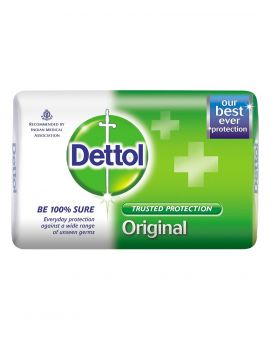 RECOMMENDED BY
INDIAN MEDICAL
ASSOCIATION
our
best
ever
protection
Dettol
BE 100% SURE
Everyday protection
against a wide range
of unseen germs
TRUSTED PROTECTION
Original